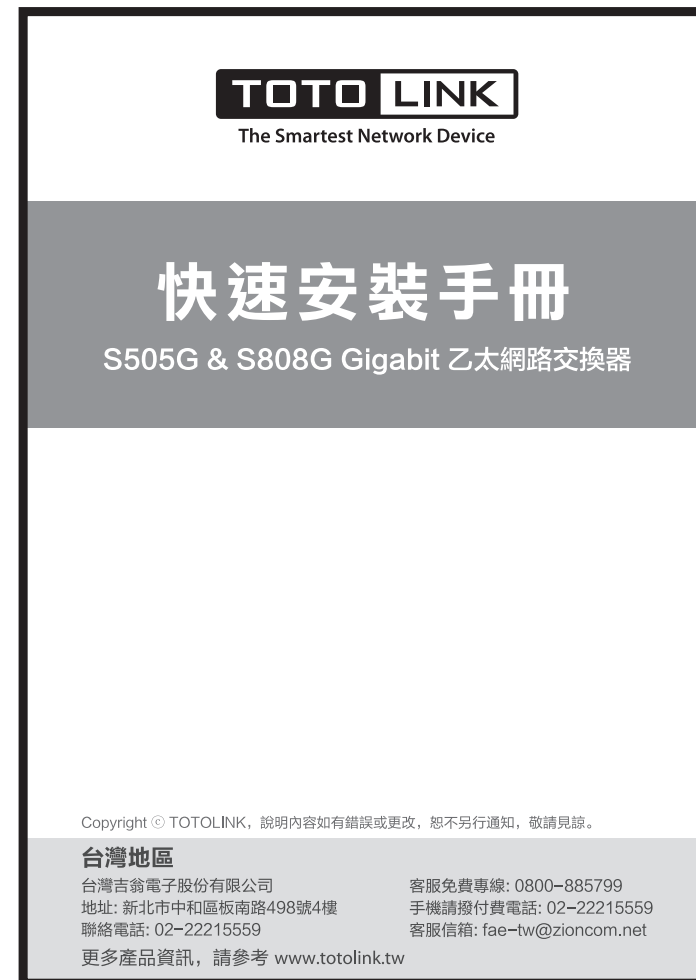 TOTO LINK
The Smartest Network Device
快速安裝手冊
S505G & S808G Gigabit 乙太網路交換器
Copyright ⓒ TOTOLINK，說明內容如有錯誤或更改，恕不另行通知，敬請見諒。
台灣地區
台灣吉翁電子股份有限公司
地址: 新北市中和區板南路498號4樓
聯絡電話: 02-22215559
客服免費專線: 0800-885799
手機請撥付費電話: 02-22215559
客服信箱: fae-tw@zioncom.net
更多產品資訊，請參考 www.totolink.tw